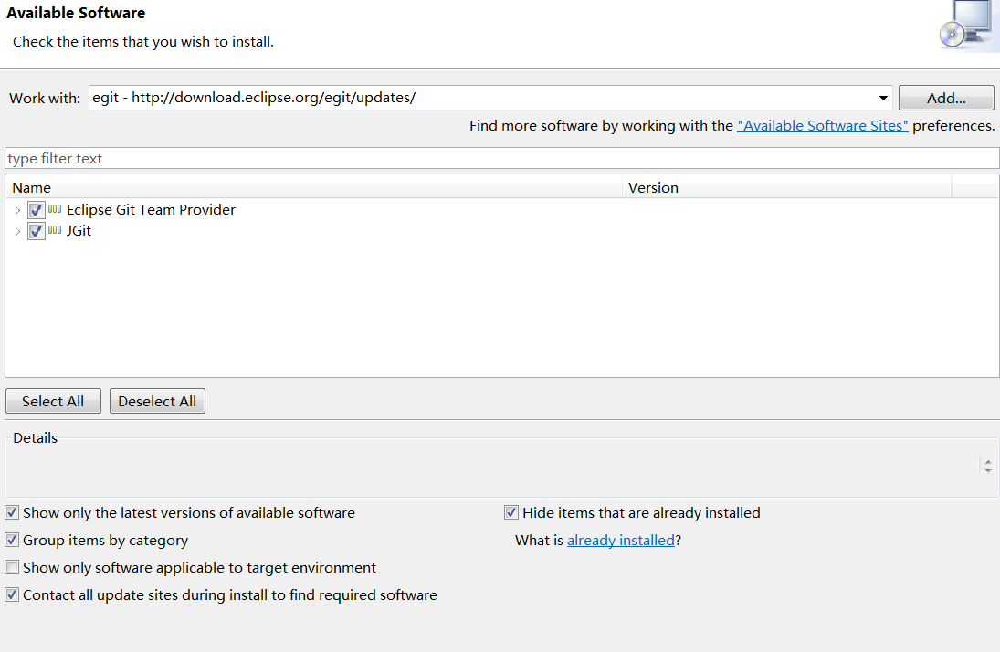 Available Software
Check the items that you wish to install.
Work with: egit - http://download.eclipse.org/egit/updates/ Add...
Find more software by working with the "Available Software Sites" preferences.
type filter text
Name Version
Eclipse Git Team Provider
JGit
Select All Deselect All
Details
Show only the latest versions of available software Hide items that are already installed
Group items by category What is already installed?
Show only software applicable to target environment
Contact all update sites during install to find required software